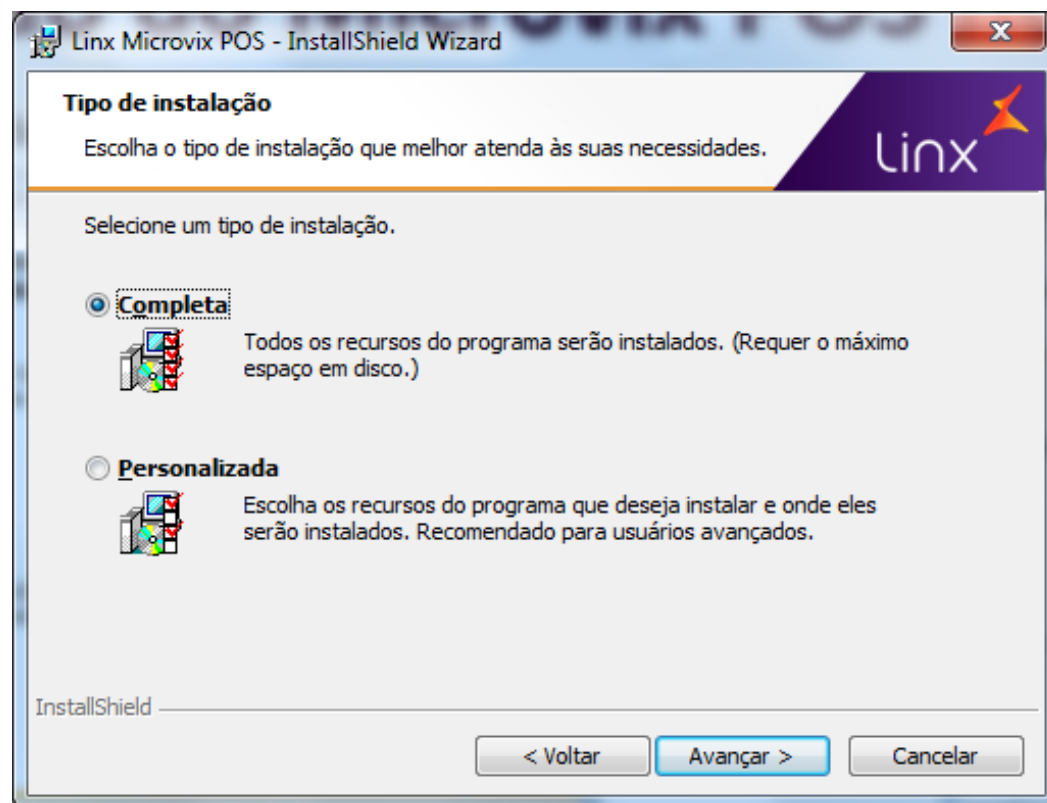 Linx Microvix POS - InstallShield Wizard
Tipo de instalação
Escolha o tipo de instalação que melhor atenda às suas necessidades.
Linx
Selecione um tipo de instalação.
Completa
Todos os recursos do programa serão instalados. (Requer o máximo
espaço em disco.)
Personalizada
Escolha os recursos do programa que deseja instalar e onde eles
serão instalados. Recomendado para usuários avançados.
InstallShield
< Voltar
Avançar >
Cancelar